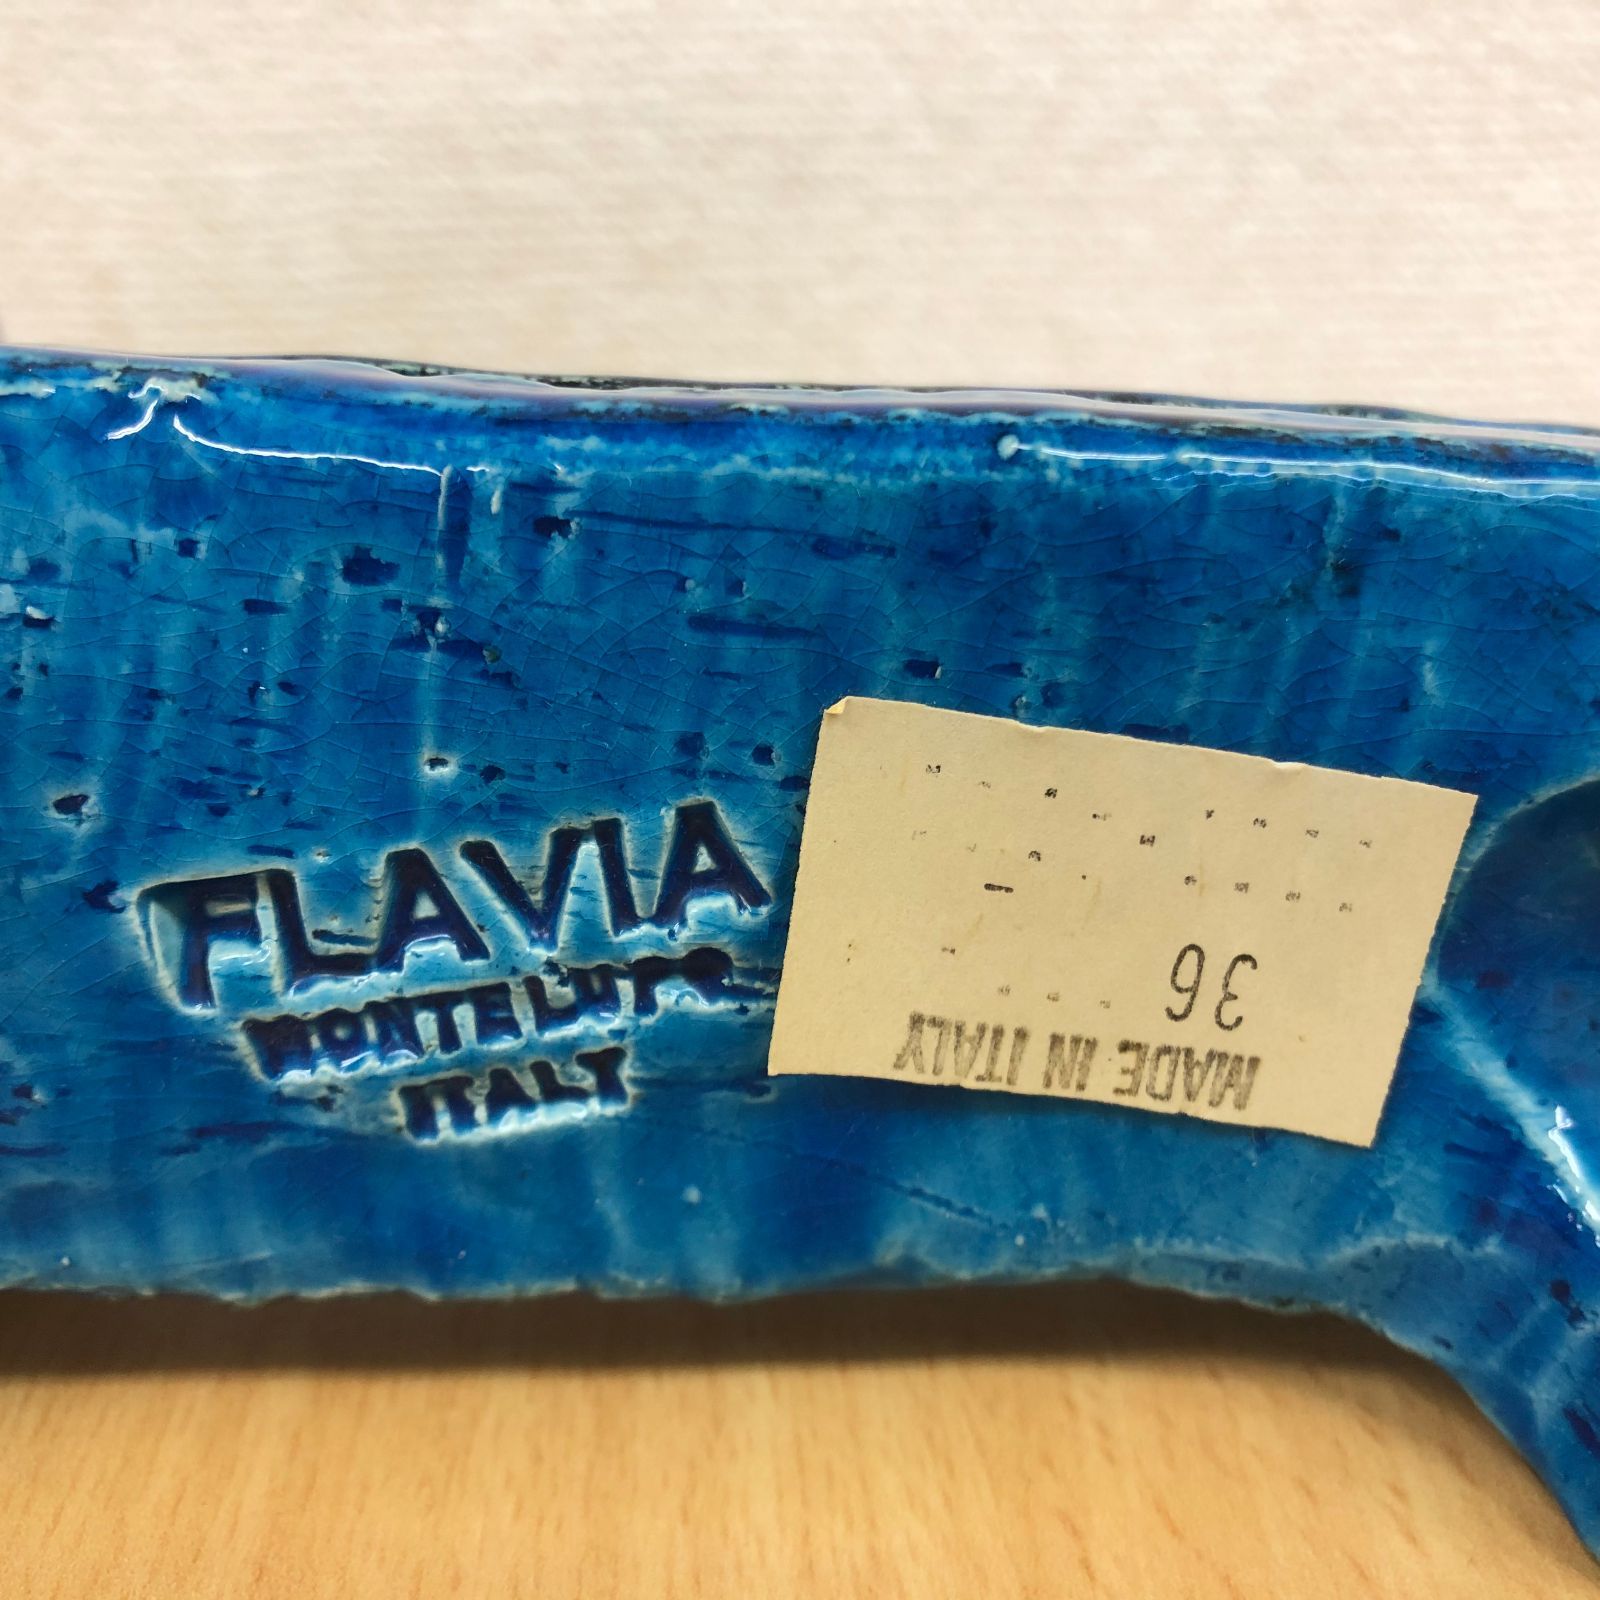 FLAVIA
MONTELUPO
ITALY
MADE IN ITALY
36